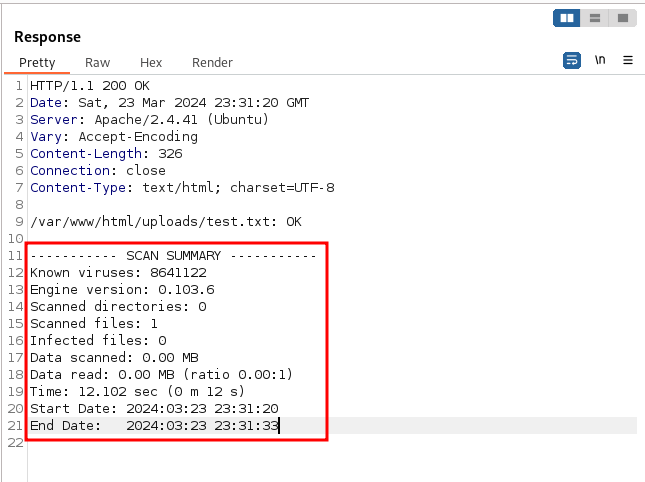 Response
Pretty Raw Hex Render
\n
1 HTTP/1.1 200 OK
2 Date: Sat, 23 Mar 2024 23:31:20 GMT
3 Server: Apache/2.4.41 (Ubuntu)
4 Vary: Accept-Encoding
5 Content-Length: 326
6 Connection: close
7 Content-Type: text/html; charset=UTF-8
8
9 /var/www/html/uploads/test.txt: OK
10
11 ----------- SCAN SUMMARY -----------
12 Known viruses: 8641122
13 Engine version: 0.103.6
14 Scanned directories: 0
15 Scanned files: 1
16 Infected files: 0
17 Data scanned: 0.00 MB
18 Data read: 0.00 MB (ratio 0.00:1)
19 Time: 12.102 sec (0 m 12 s)
20 Start Date: 2024:03:23 23:31:20
21 End Date:   2024:03:23 23:31:33
22